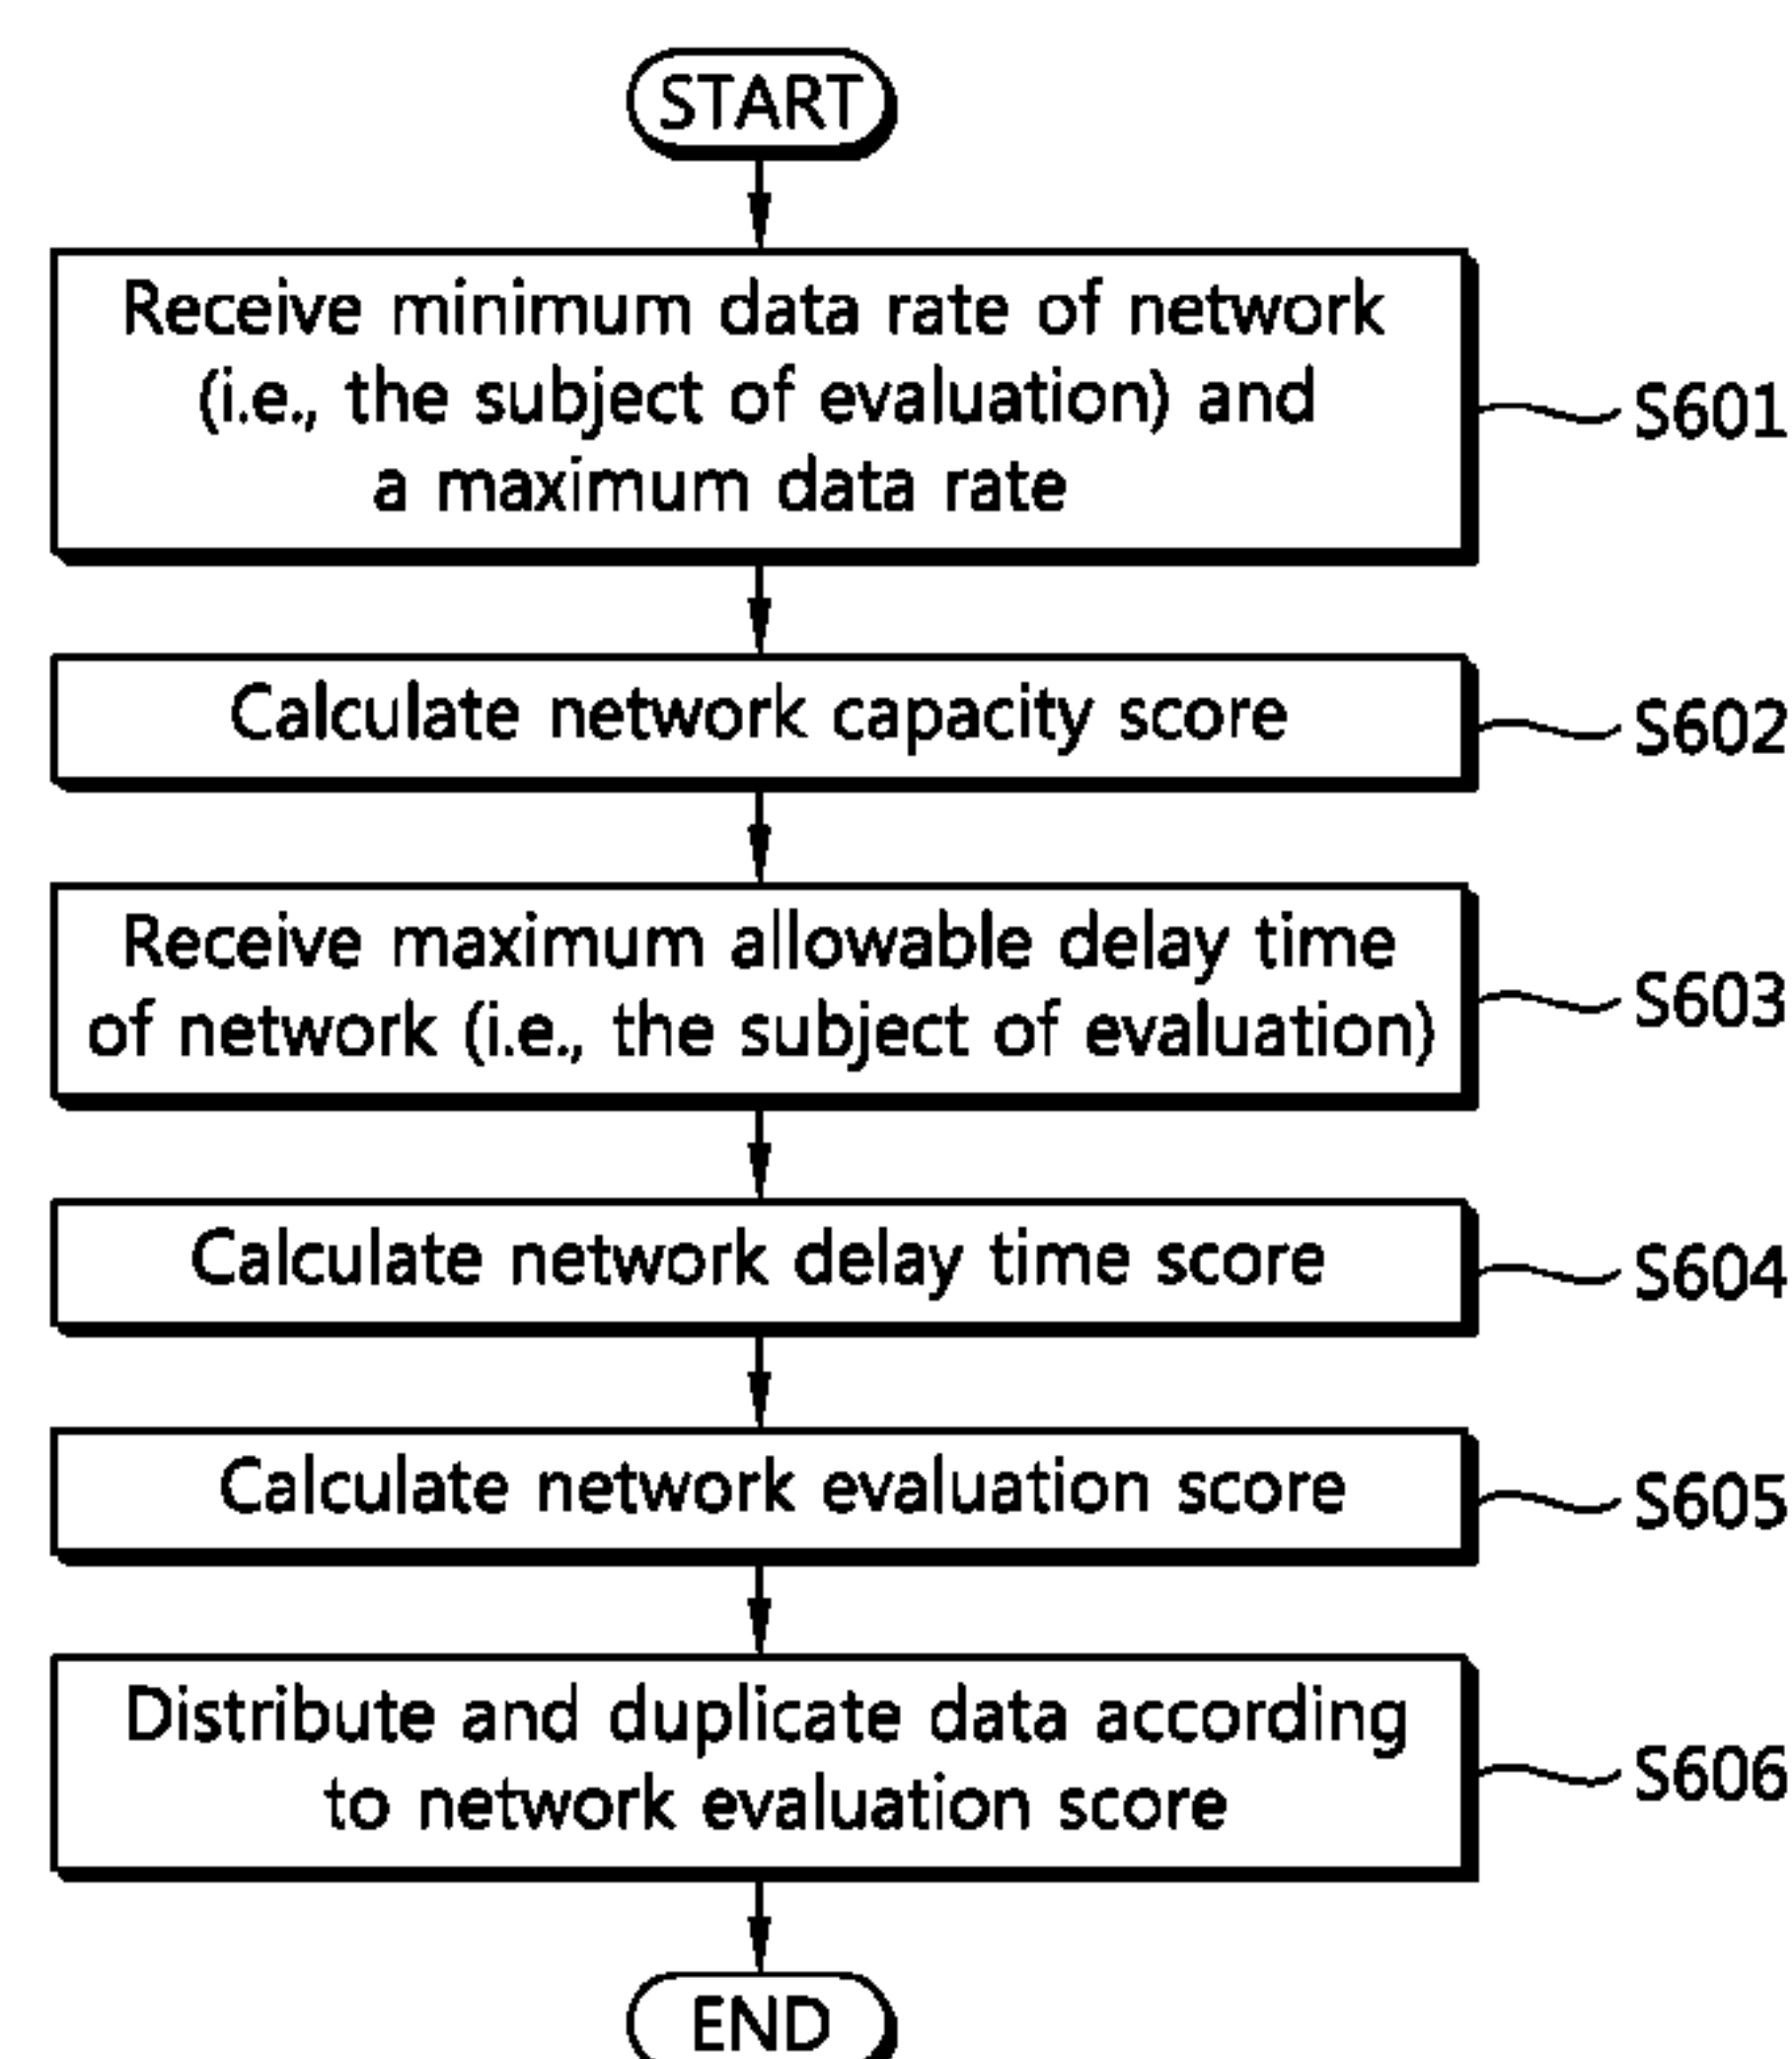 START
Receive minimum data rate of network
(i.e., the subject of evaluation) and
a maximum data rate
S601
Calculate network capacity score
S602
Receive maximum allowable delay time
of network (i.e., the subject of evaluation)
S603
Calculate network delay time score
S604
Calculate network evaluation score
S605
Distribute and duplicate data according
to network evaluation score
S606
END